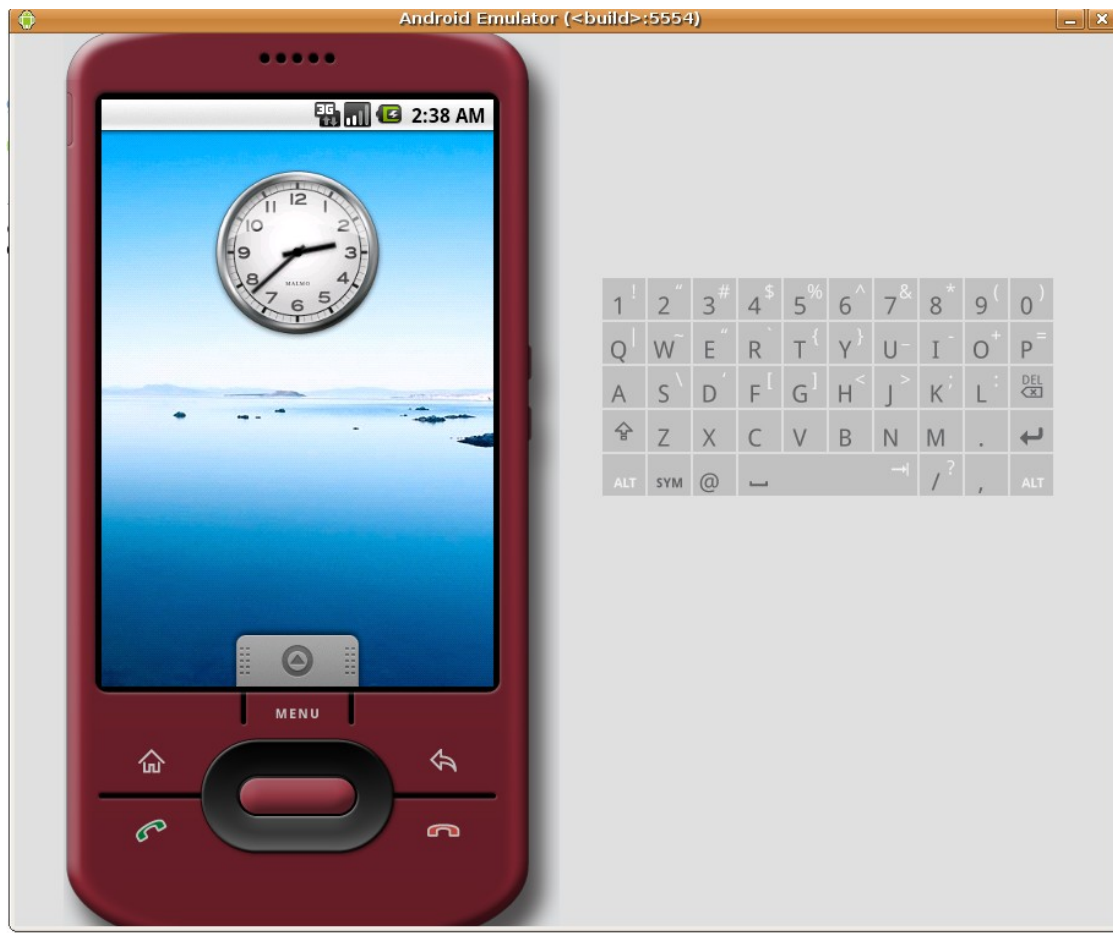 Android Emulator (<build>:5554)
3G 2:38 AM
12
11 1
10 2
9 3
8 4
MALMO
7 5
6
MENU
1 ! 2 “ 3 # 4 $ 5 % 6 ^ 7 & 8 * 9 ( 0 )
Q | W ~ E “ R ` T { Y } U _ I - O + P =
A S \ D ‘ F [ G ] H < J > K ; L : DEL
Z X C V B N M .
ALT SYM @ / ? , ALT